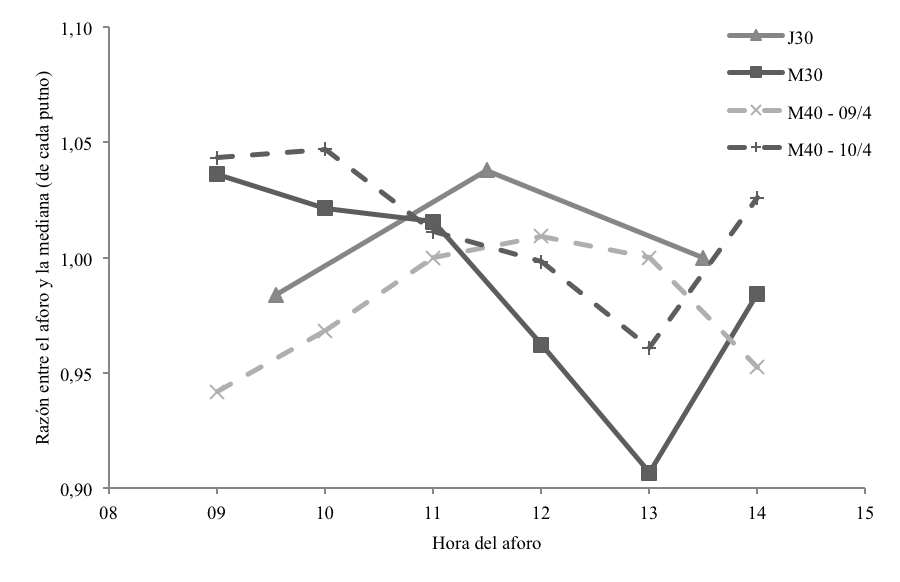 1,10
1,05
1,00
0,95
0,90
Razón entre el aforo y la mediana (de cada putno)
08 09 10 11 12 13 14 15
Hora del aforo
J30
M30
M40 - 09/4
M40 - 10/4